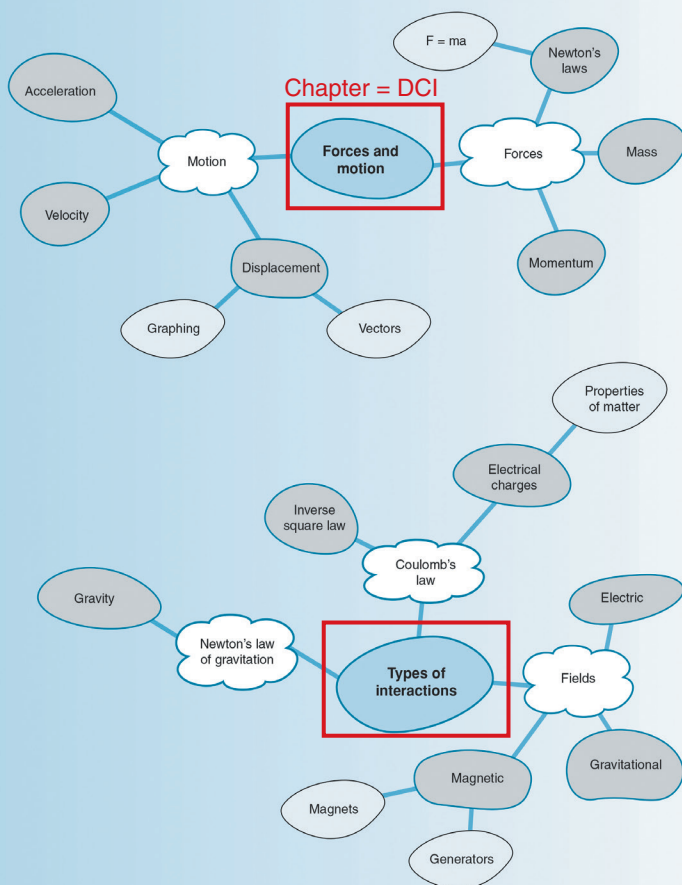 F = ma
Newton's
laws
Acceleration
Chapter = DCI
Forces and
motion
Motion
Forces
Mass
Velocity
Displacement
Momentum
Graphing
Vectors
Properties
of matter
Electrical
charges
Inverse
square law
Coulomb's
law
Gravity
Electric
Newton's law
of gravitation
Types of
interactions
Fields
Magnetic
Gravitational
Magnets
Generators